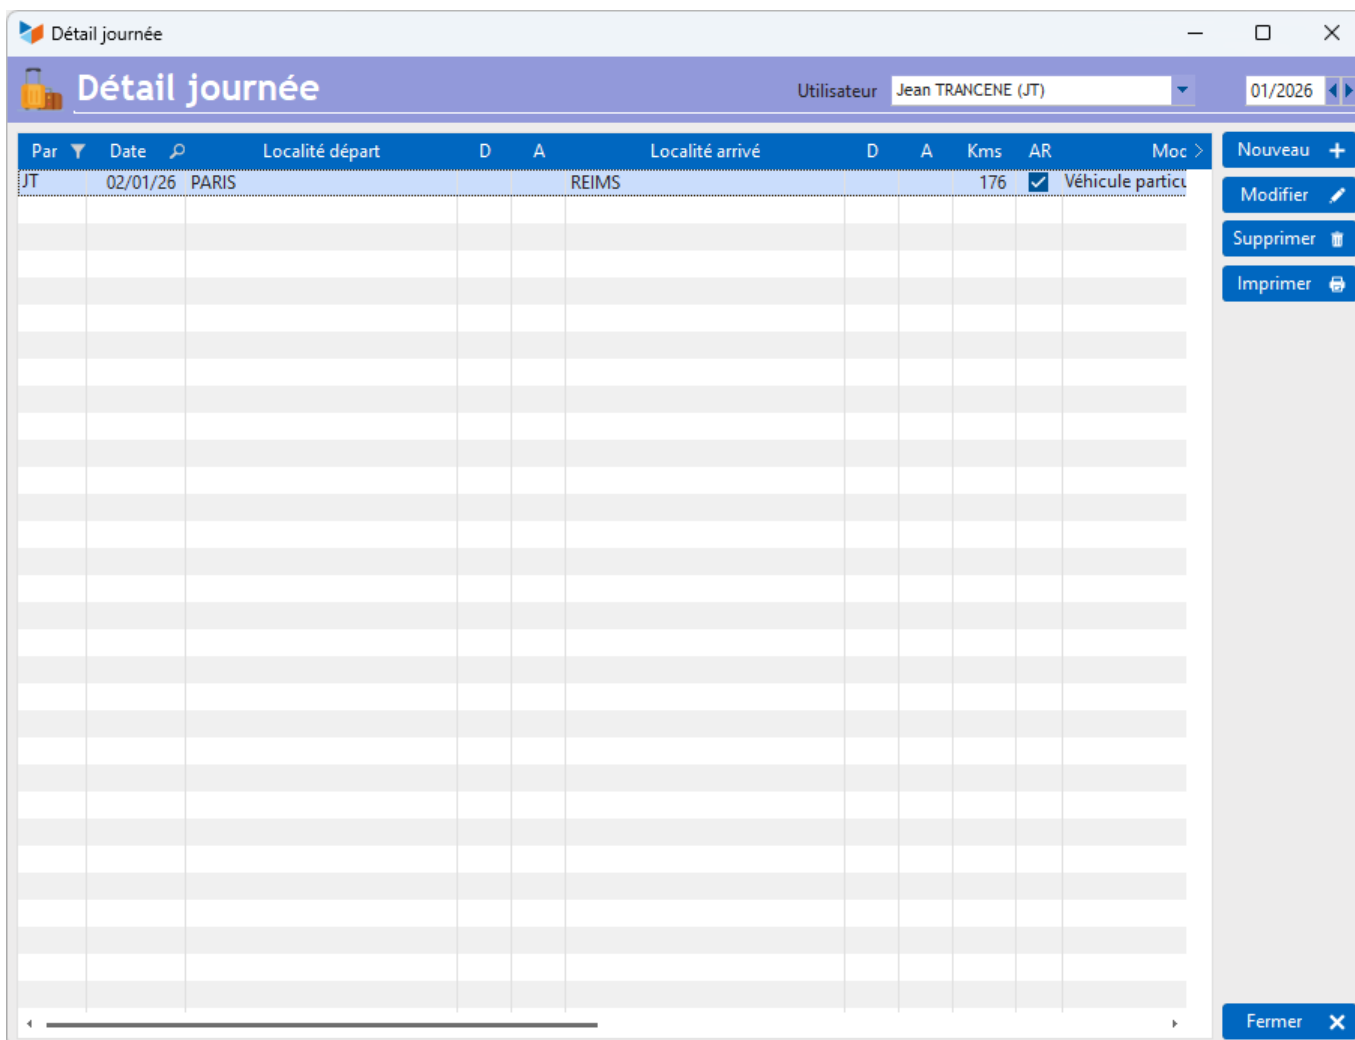 Détail journée
Détail journée
Utilisateur Jean TRANCENE (JT) 01/2026
Par Date Localité départ D A Localité arrivé D A Kms AR Moc
JT 02/01/26 PARIS REIMS 176 Véhicule particu
Nouveau
Modifier
Supprimer
Imprimer
Fermer